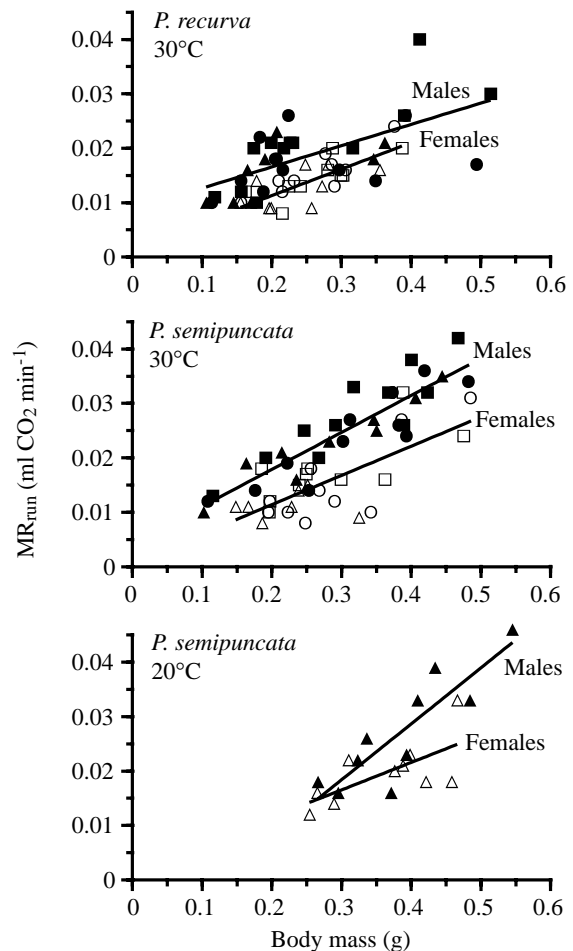 P. recurva
30°C
0.04
Males
0.03
Females
0.02
0.01
0
0 0.1 0.2 0.3 0.4 0.5 0.6
P. semipuncata
30°C
0.04
Males
0.03
Females
0.02
0.01
0
0 0.1 0.2 0.3 0.4 0.5 0.6
MRrun (ml CO2 min-1)
P. semipuncata
20°C
0.04
Males
0.03
Females
0.02
0.01
0
0 0.1 0.2 0.3 0.4 0.5 0.6
Body mass (g)